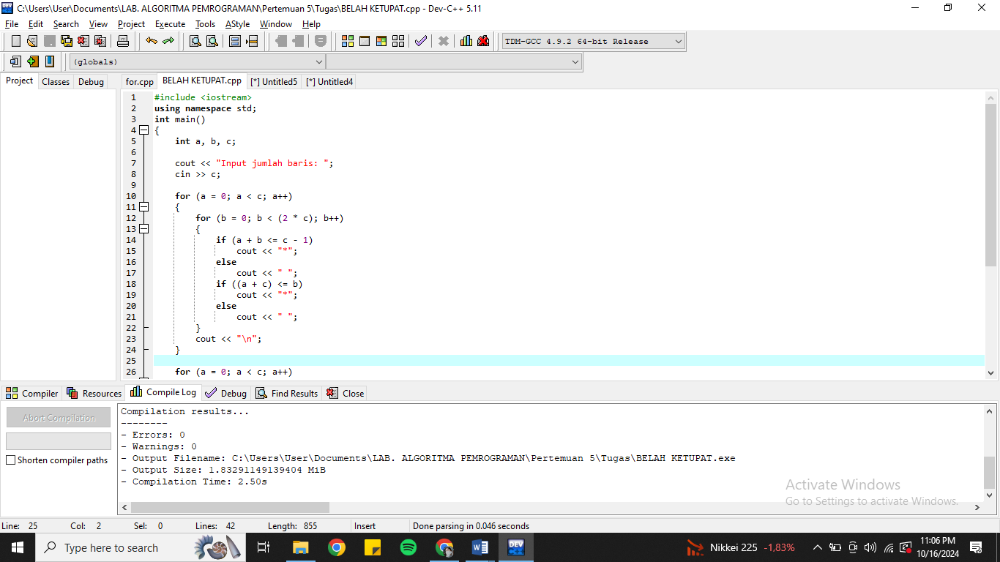 C:\Users\User\Documents\LAB. ALGORITMA PEMROGRAMAN\Pertemuan 5\Tugas\BELAH KETUPAT.cpp - Dev-C++ 5.11
File Edit Search View Project Execute Tools AStyle Window Help
TDM-GCC 4.9.2 64-bit Release
(globals)
Project Classes Debug for.cpp BELAH KETUPAT.cpp [*] Untitled5 [*] Untitled4
1 #include <iostream>
2 using namespace std;
3 int main()
4 {
5 int a, b, c;
6
7 cout << "Input jumlah baris: ";
8 cin >> c;
9
10 for (a = 0; a < c; a++)
11 {
12 for (b = 0; b < (2 * c); b++)
13 {
14 if (a + b <= c - 1)
15 cout << "*";
16 else
17 cout << " ";
18 if ((a + c) <= b)
19 cout << "*";
20 else
21 cout << " ";
22 }
23 cout << "\n";
24 }
25
26 for (a = 0; a < c; a++)
Compiler Resources Compile Log Debug Find Results Close
Abort Compilation
Shorten compiler paths
Compilation results...
--------
- Errors: 0
- Warnings: 0
- Output Filename: C:\Users\User\Documents\LAB. ALGORITMA PEMROGRAMAN\Pertemuan 5\Tugas\BELAH KETUPAT.exe
- Output Size: 1.83291149139404 MiB
- Compilation Time: 2.50s
Activate Windows
Go to Settings to activate Windows.
Line: 25 Col: 2 Sel: 0 Lines: 42 Length: 855 Insert Done parsing in 0.046 seconds
Type here to search
DEV
Nikkei 225 -1,83%
11:06 PM
10/16/2024